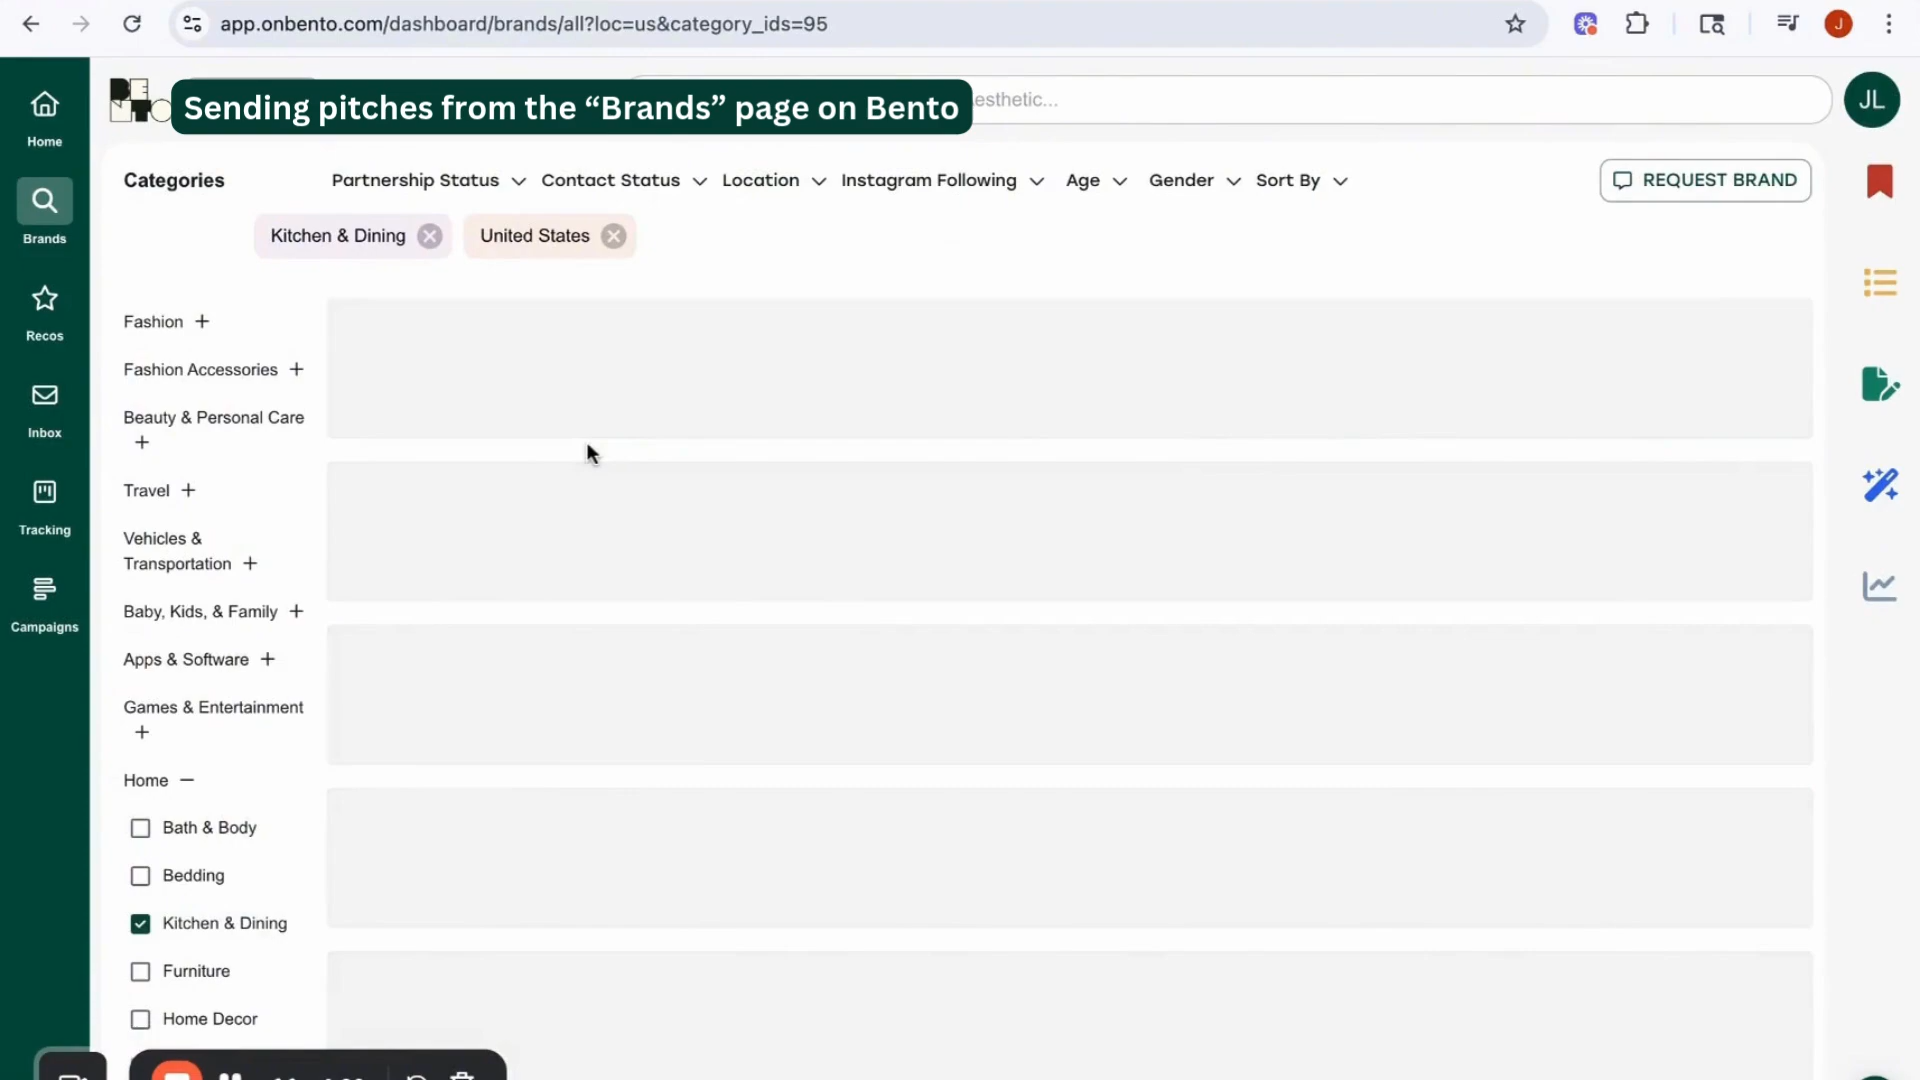 app.onbento.com/dashboard/brands/all?loc=us&category_ids=95
J
Home
Brands
Recos
Inbox
Tracking
Campaigns
BENTO
Sending pitches from the “Brands” page on Bento
esthetic...
JL
Categories
Partnership Status
Contact Status
Location
Instagram Following
Age
Gender
Sort By
REQUEST BRAND
Kitchen & Dining
United States
Fashion +
Fashion Accessories +
Beauty & Personal Care
+
Travel +
Vehicles &
Transportation +
Baby, Kids, & Family +
Apps & Software +
Games & Entertainment
+
Home −
Bath & Body
Bedding
Kitchen & Dining
Furniture
Home Decor